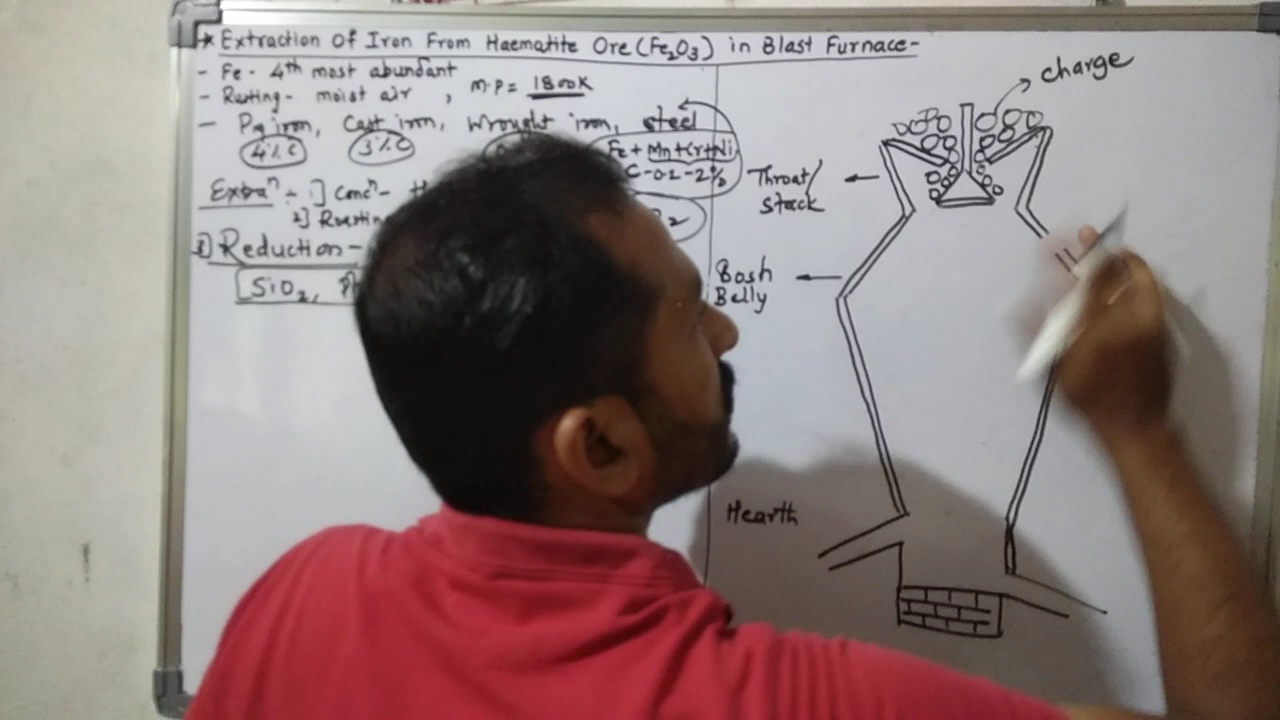 * Extraction Of Iron From Haematite Ore (Fe2O3) in Blast Furnace-
- Fe - 4th most abundant
- Rusting - moist air , m.p = 1800K
- Pig iron, Cast iron, Wrought iron, steel
4%C 3%C Fe + Mn+Cr+Ni
C-0.2-2%
Extran - 1] Concn-
2] Roasting
3] Reduction-
SiO2,
charge
Throat/
Stack
Bosh
Belly
Hearth